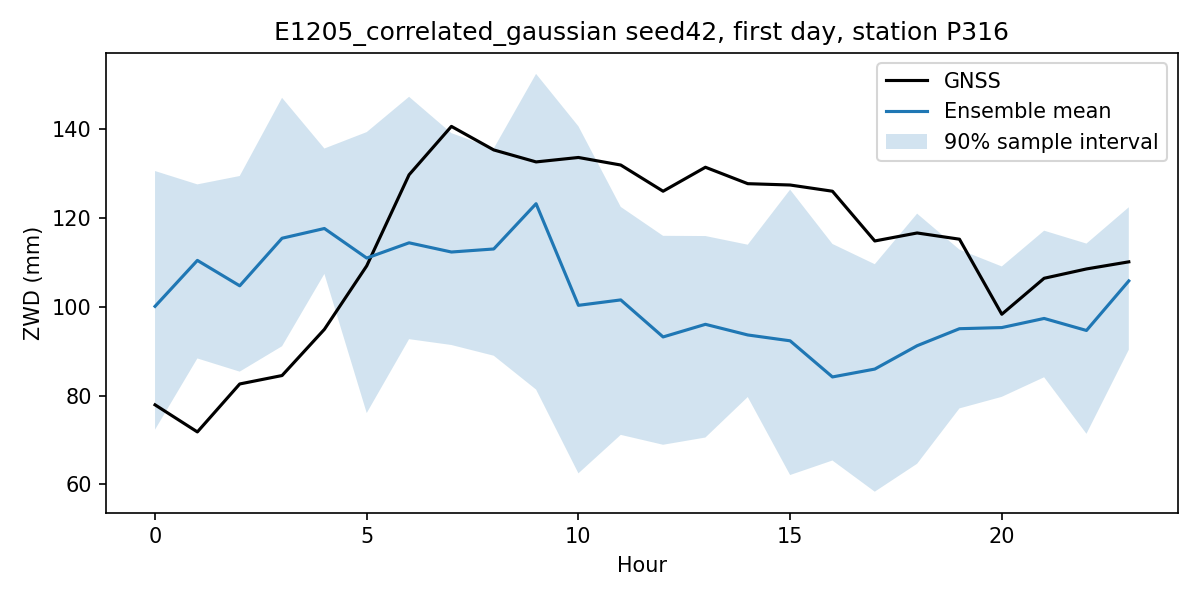 E1205_correlated_gaussian seed42, first day, station P316
GNSS
Ensemble mean
90% sample interval
ZWD (mm)
140
120
100
80
60
0 5 10 15 20
Hour